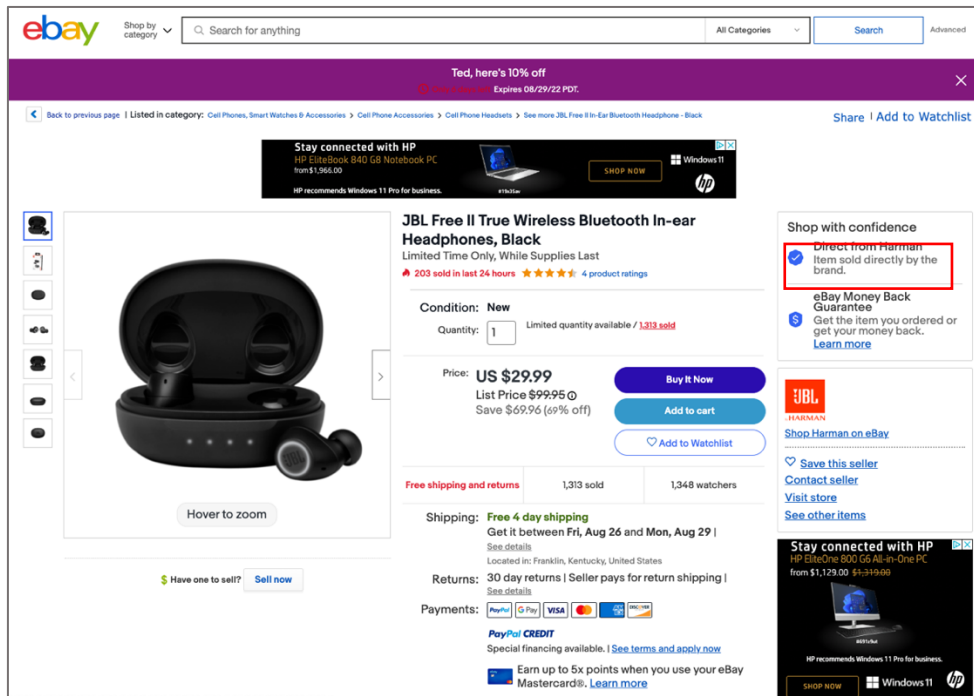 ebay
Shop by category
Search for anything
All Categories
Search
Advanced
Ted, here's 10% off
Expires 08/29/22 PDT.
Back to previous page | Listed in category: Cell Phones, Smart Watches & Accessories > Cell Phone Accessories > Cell Phone Headsets > See more JBL Free II In-Ear Bluetooth Headphone - Black
Share | Add to Watchlist
Stay connected with HP
HP EliteBook 840 G8 Notebook PC
from $1,966.00
HP recommends Windows 11 Pro for business.
SHOP NOW
Windows 11
hp
JBL Free II True Wireless Bluetooth In-ear
Headphones, Black
Limited Time Only, While Supplies Last
203 sold in last 24 hours
4 product ratings
Condition: New
Quantity: 1
Limited quantity available / 1,313 sold
Price: US $29.99
List Price $99.95
Save $69.96 (69% off)
Buy It Now
Add to cart
Add to Watchlist
Free shipping and returns
1,313 sold
1,348 watchers
Shipping: Free 4 day shipping
Get it between Fri, Aug 26 and Mon, Aug 29 |
See details
Located in: Franklin, Kentucky, United States
Returns: 30 day returns | Seller pays for return shipping |
See details
Payments: PayPal G Pay VISA
DISCOVER
PayPal CREDIT
Special financing available. | See terms and apply now
Earn up to 5x points when you use your eBay
Mastercard®. Learn more
JBL
Hover to zoom
$ Have one to sell?
Sell now
Shop with confidence
Direct from Harman
Item sold directly by the
brand.
eBay Money Back
Guarantee
Get the item you ordered or
get your money back.
Learn more
JBL
HARMAN
Shop Harman on eBay
Save this seller
Contact seller
Visit store
See other items
Stay connected with HP
HP EliteOne 800 G6 All-in-One PC
from $1,129.00 $1,319.00
HP recommends Windows 11 Pro for business.
SHOP NOW
Windows 11
hp